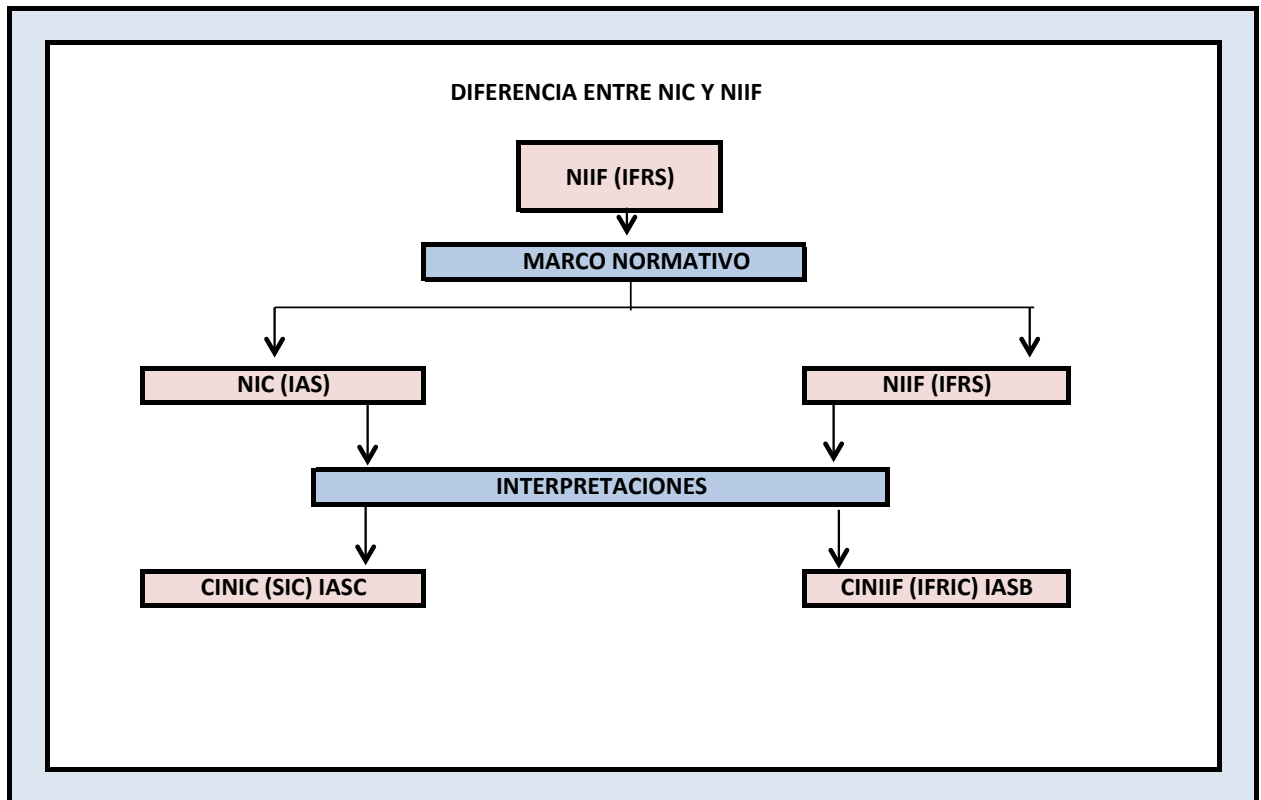 DIFERENCIA ENTRE NIC Y NIIF
NIIF (IFRS)
MARCO NORMATIVO
NIC (IAS)
NIIF (IFRS)
INTERPRETACIONES
CINIC (SIC) IASC
CINIIF (IFRIC) IASB